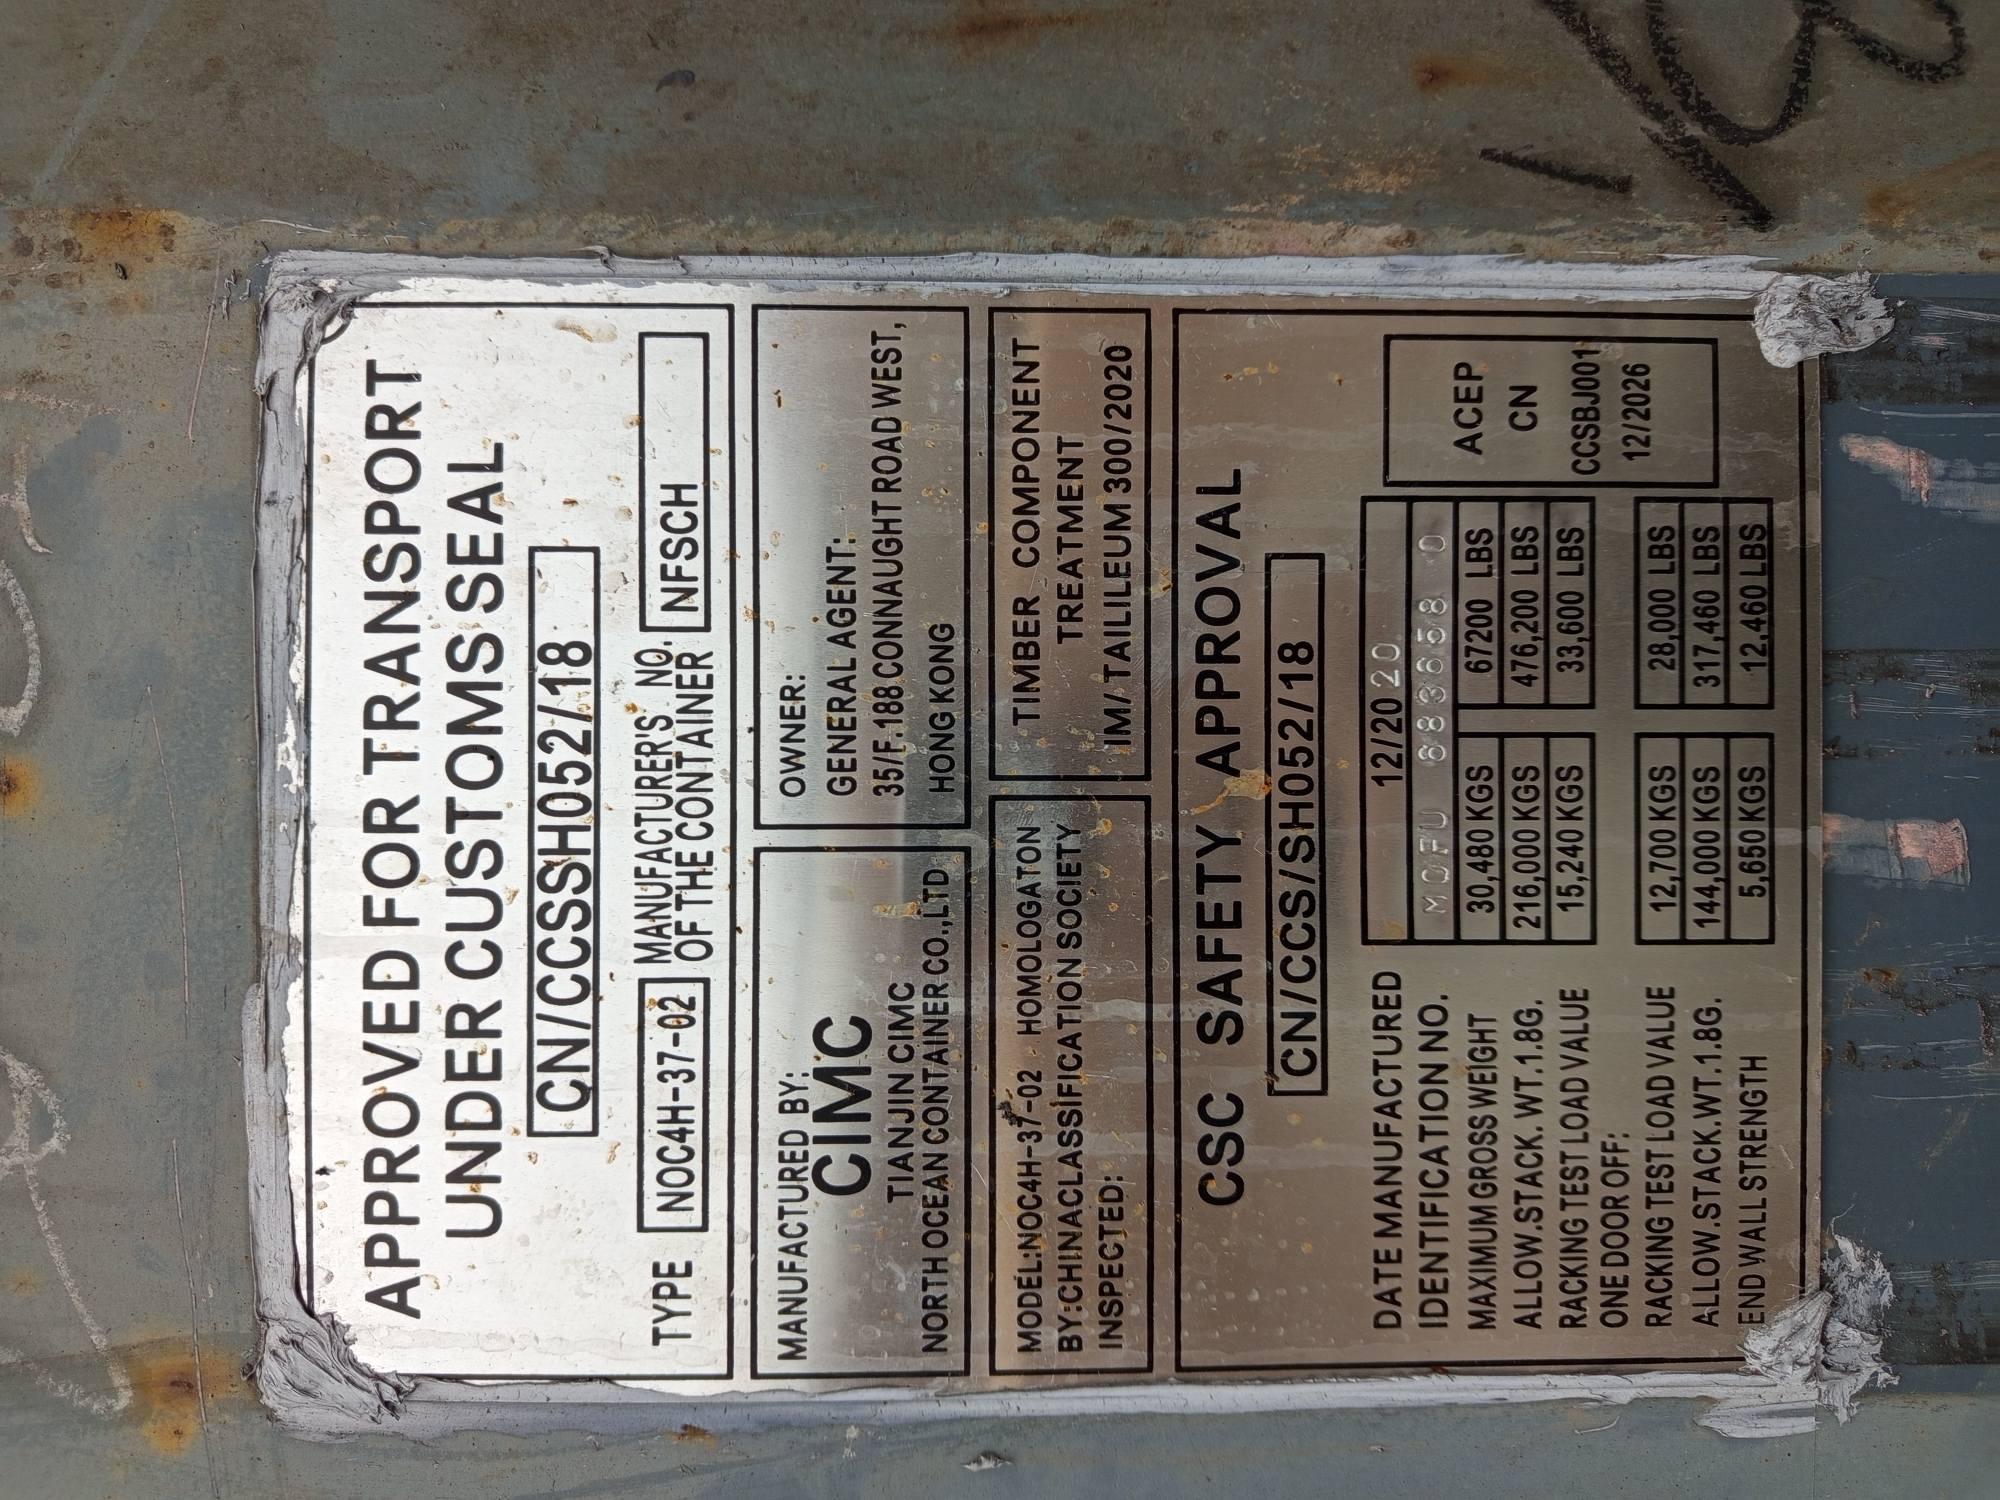 APPROVED FOR TRANSPORT
UNDER CUSTOMS SEAL
CN/CCSSH052/18
TYPE NOC4H-37-02 MANUFACTURER'S NO. OF THE CONTAINER NFSCH
MANUFACTURED BY:
CIMC
TIANJIN CIMC
NORTH OCEAN CONTAINER CO.,LTD
OWNER:
GENERAL AGENT:
35/F.188 CONNAUGHT ROAD WEST,
HONG KONG
MODEL:NOC4H-37-02 HOMOLOGATON
BY:CHINA CLASSIFICATION SOCIETY
INSPECTED:
TIMBER COMPONENT
TREATMENT
IM/TAILILEUM 300/2020
CSC SAFETY APPROVAL
CN/CCS/SH052/18
DATE MANUFACTURED 12/2020
IDENTIFICATION NO. 683658 0
MAXIMUM GROSS WEIGHT 30,480 KGS 67200 LBS
ALLOW.STACK. WT.1.8G. 216,000 KGS 476,200 LBS
RACKING TEST LOAD VALUE 15,240 KGS 33,600 LBS
ONE DOOR OFF:
RACKING TEST LOAD VALUE 12,700 KGS 28,000 LBS
ALLOW.STACK.WT.1.8G. 144,000 KGS 317,460 LBS
END WALL STRENGTH 5,650 KGS 12,460 LBS
ACEP
CN
CCSBJ001
12/2026